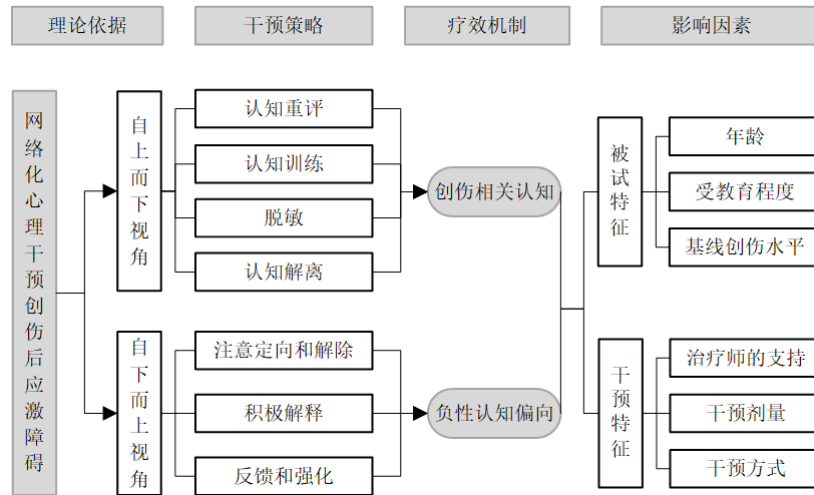 理论依据
干预策略
疗效机制
影响因素
网络化心理干预创伤后应激障碍
自上而下视角
认知重评
认知训练
脱敏
认知解离
创伤相关认知
自下而上视角
注意定向和解除
积极解释
反馈和强化
负性认知偏向
被试特征
年龄
受教育程度
基线创伤水平
干预特征
治疗师的支持
干预剂量
干预方式